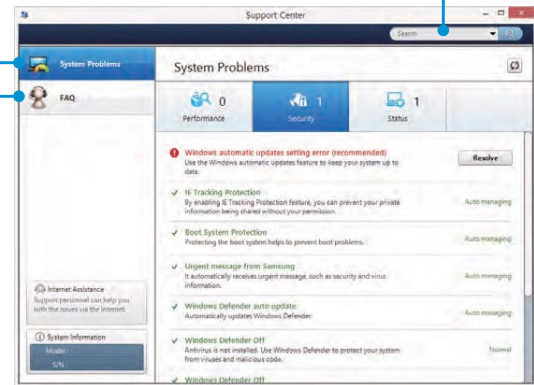 Support Center
Search
System Problems
FAQ
System Problems
0
Performance
1
Security
1
Status
Windows automatic updates setting error (recommended)
Use the Windows automatic updates feature to keep your system up to
date.
Resolve
IE Tracking Protection
By enabling IE Tracking Protection feature, you can prevent your private
information being shared without your permission.
Auto managing
Boot System Protection
Protecting the boot system helps to prevent boot problems.
Auto managing
Urgent message from Samsung
It automatically receives urgent message, such as security and virus
information.
Auto managing
Windows Defender auto update
Automatically updates Windows Defender.
Auto managing
Windows Defender Off
Antivirus is not installed. Use Windows Defender to protect your system
from viruses and malicious code.
Normal
Windows Defender Off
Internet Assistance
Support personnel can help you
with the issues via the internet.
System Information
Model :
S/N :